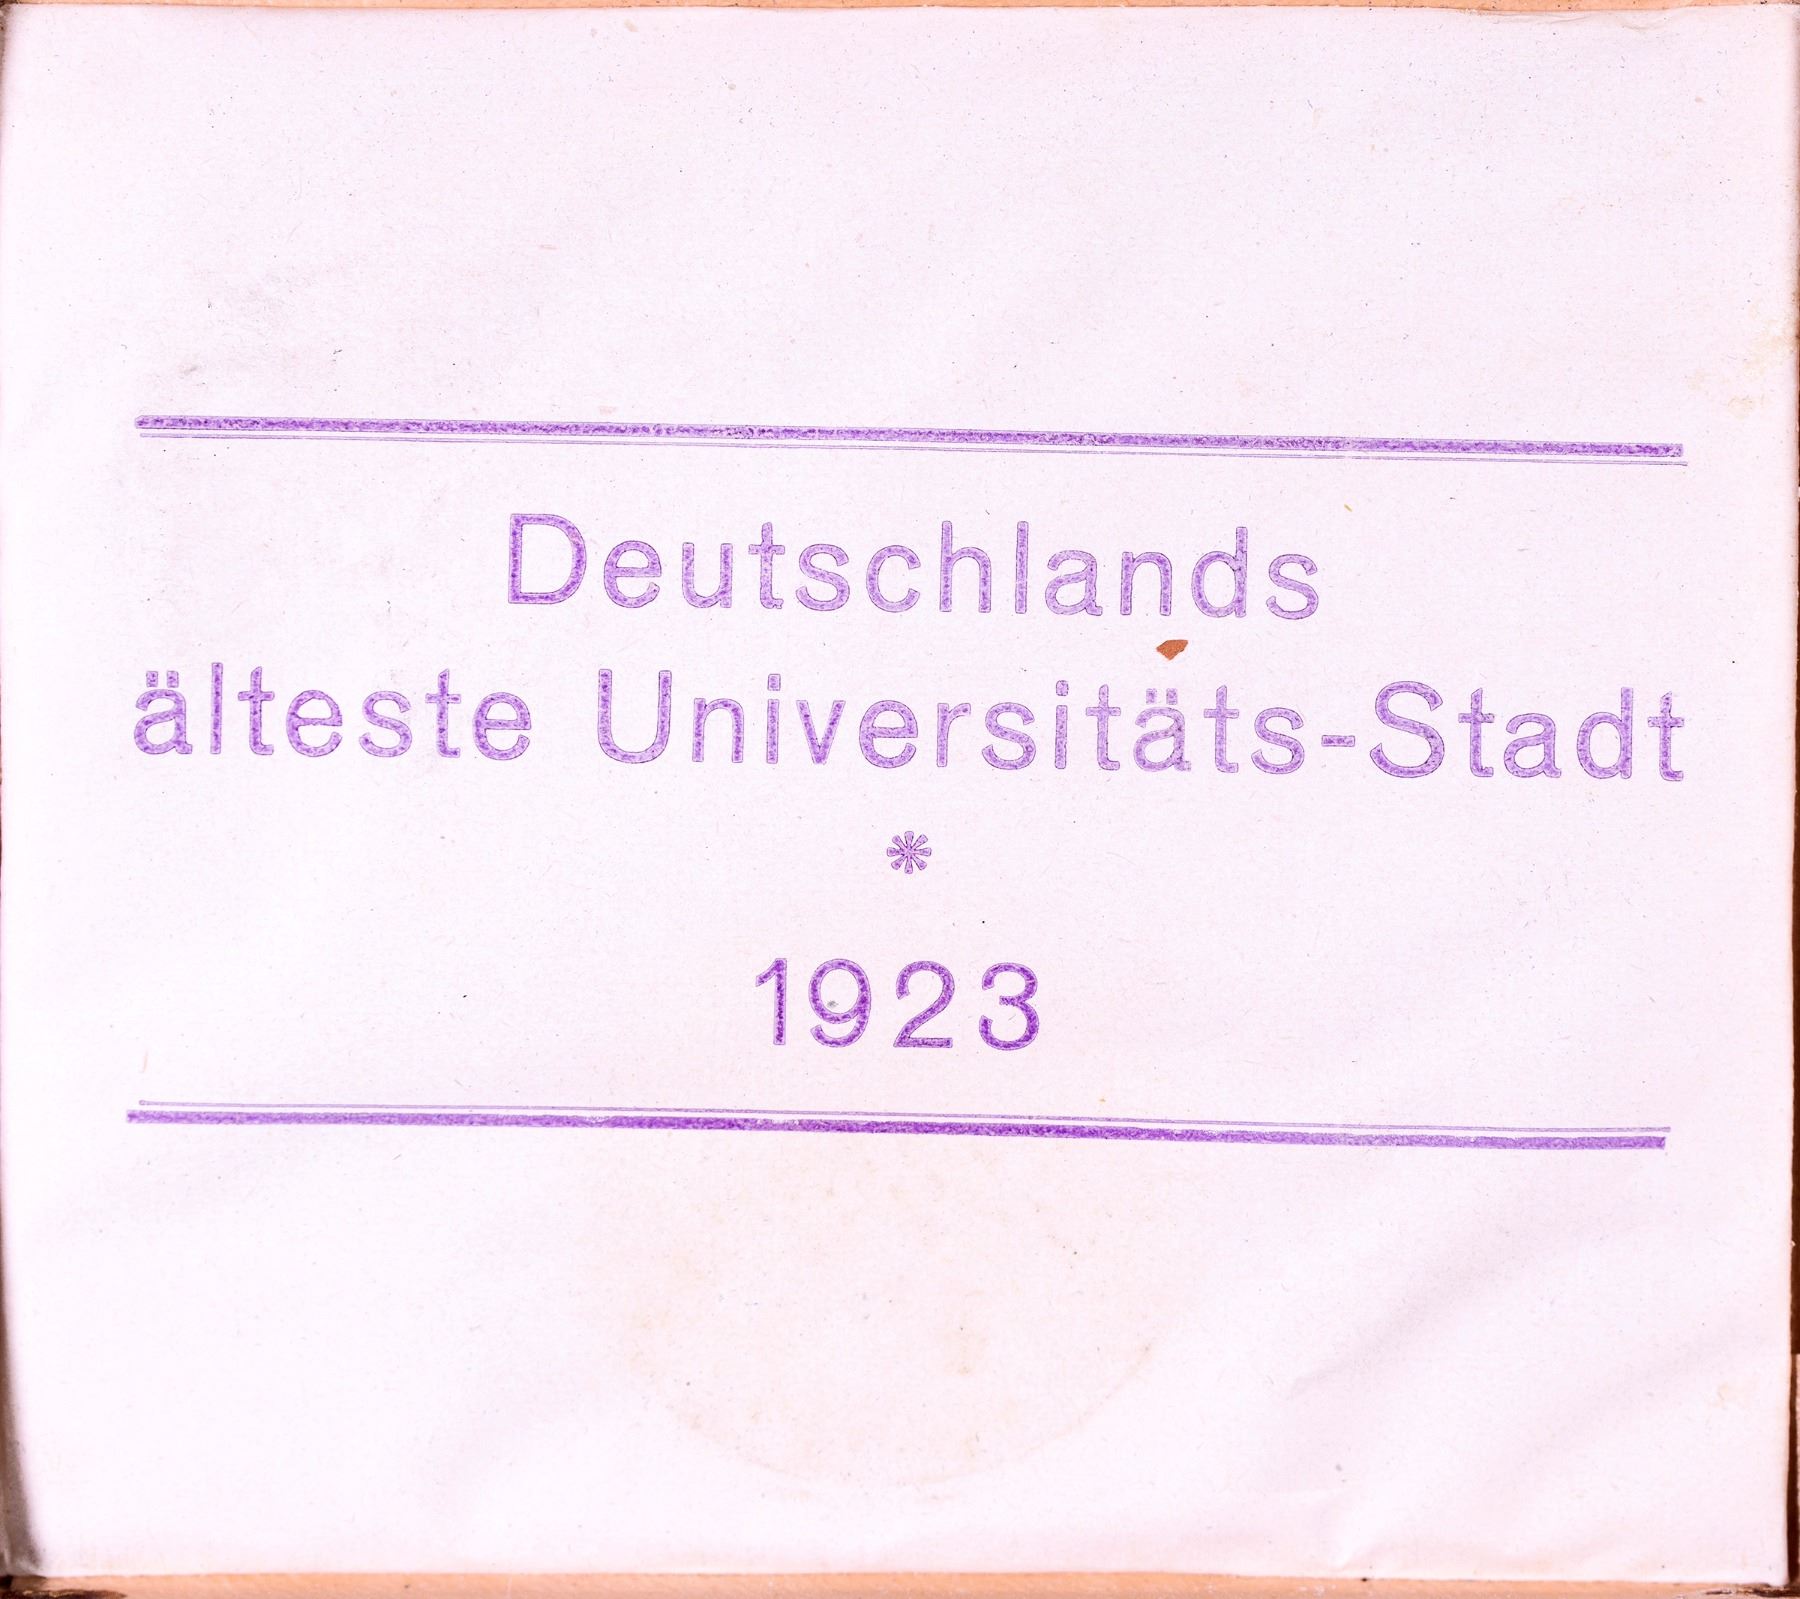 Deutschlands
älteste Universitäts-Stadt
*
1923